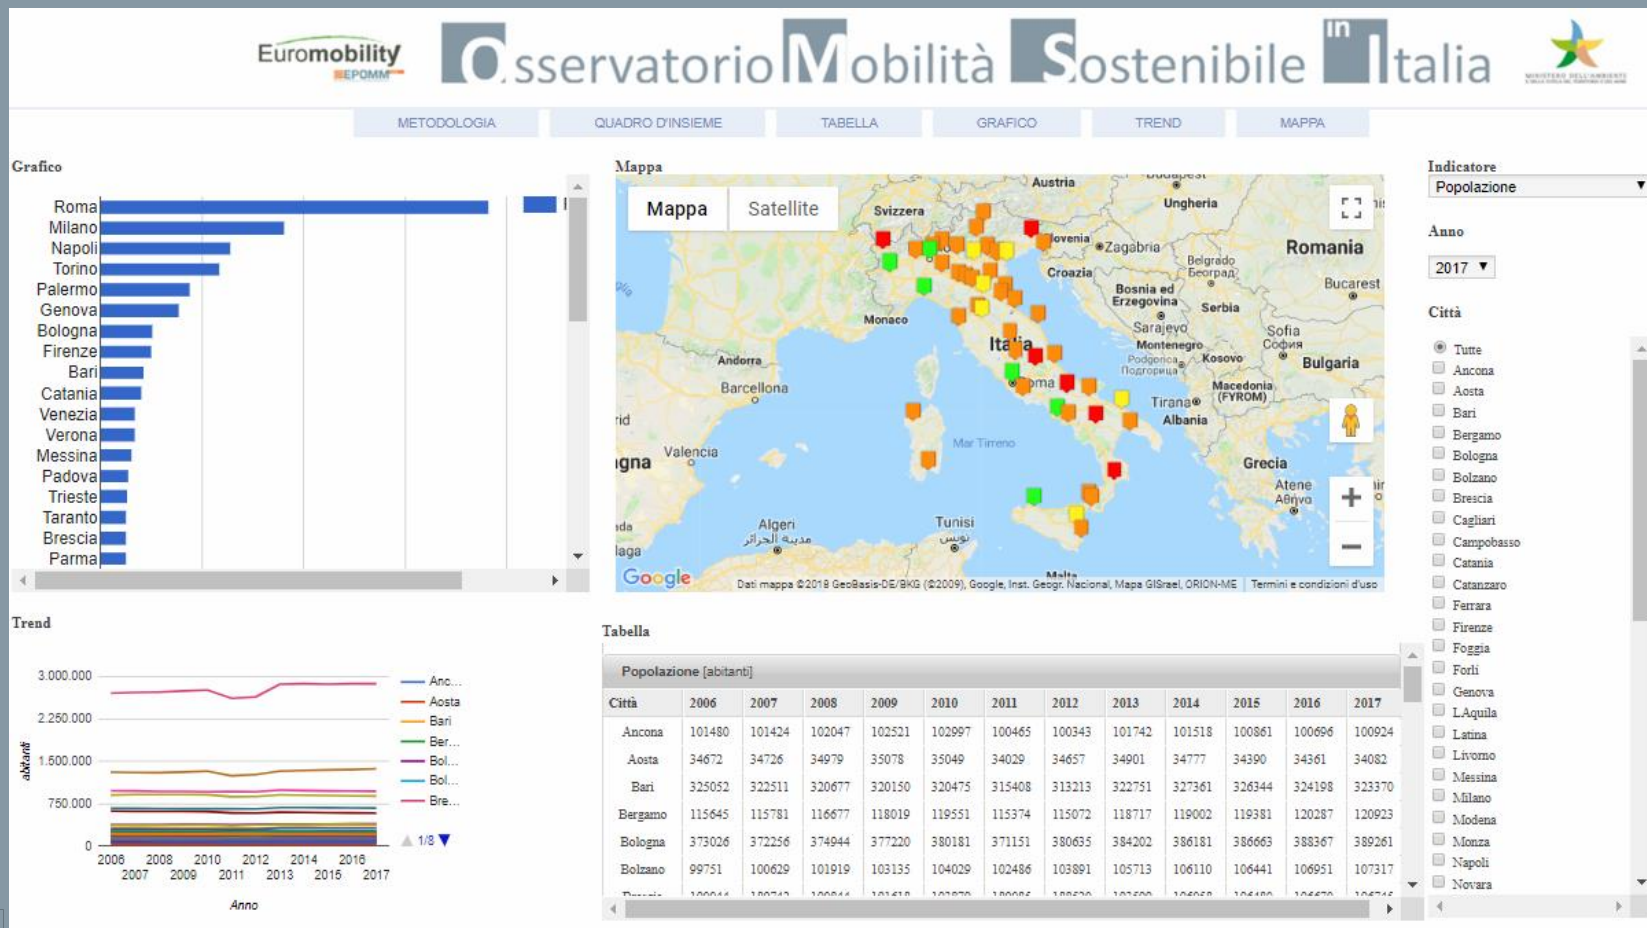 Euromobility
EPOMM
Osservatorio Mobilità Sostenibile in Italia
METODOLOGIA QUADRO D'INSIEME TABELLA GRAFICO TREND MAPPA
Grafico
Roma
Milano
Napoli
Torino
Palermo
Genova
Bologna
Firenze
Bari
Catania
Venezia
Verona
Messina
Padova
Trieste
Taranto
Brescia
Parma
Mappa
Mappa Satellite
Austria
Svizzera
Ungheria
Zagabria
Romania
Croazia
Belgrado
Београд
Bucarest
Bosnia ed
Erzegovina
Serbia
Monaco
Sarajevo
Sofia
София
Italia
Montenegro
Podgorica
Подгорица
Kosovo
Bulgaria
Andorra
Barcellona
Macedonia
(FYROM)
Tirana
Albania
Valencia
Mar Tirreno
Grecia
Atene
Αθήνα
Algeri
Tunisi
تونس
Malta
Google
Dati mappa ©2018 GeoBasis-DE/BKG (©2009), Google, Inst. Geogr. Nacional, Mapa GISrael, ORION-ME Termini e condizioni d'uso
Indicatore
Popolazione
Anno
2017
Città
Tutte
Ancona
Aosta
Bari
Bergamo
Bologna
Bolzano
Brescia
Cagliari
Campobasso
Catania
Catanzaro
Ferrara
Firenze
Foggia
Forlì
Genova
LAquila
Latina
Livorno
Messina
Milano
Modena
Monza
Napoli
Novara
Trend
3.000.000
2.250.000
1.500.000
750.000
0
abitanti
2006 2008 2010 2012 2014 2016
2007 2009 2011 2013 2015 2017
Anno
Anc...
Aosta
Bari
Ber...
Bol...
Bol...
Bre...
1/8
Tabella
Popolazione [abitanti]
Città 2006 2007 2008 2009 2010 2011 2012 2013 2014 2015 2016 2017
Ancona 101480 101424 102047 102521 102997 100465 100343 101742 101518 100861 100696 100924
Aosta 34672 34726 34979 35078 35049 34029 34657 34901 34777 34390 34361 34082
Bari 325052 322511 320677 320150 320475 315408 313213 322751 327361 326344 324198 323370
Bergamo 115645 115781 116677 118019 119551 115374 115072 118717 119002 119381 120287 120923
Bologna 373026 372256 374944 377220 380181 371151 380635 384202 386181 386663 388367 389261
Bolzano 99751 100629 101919 103135 104029 102486 103891 105713 106110 106441 106951 107317